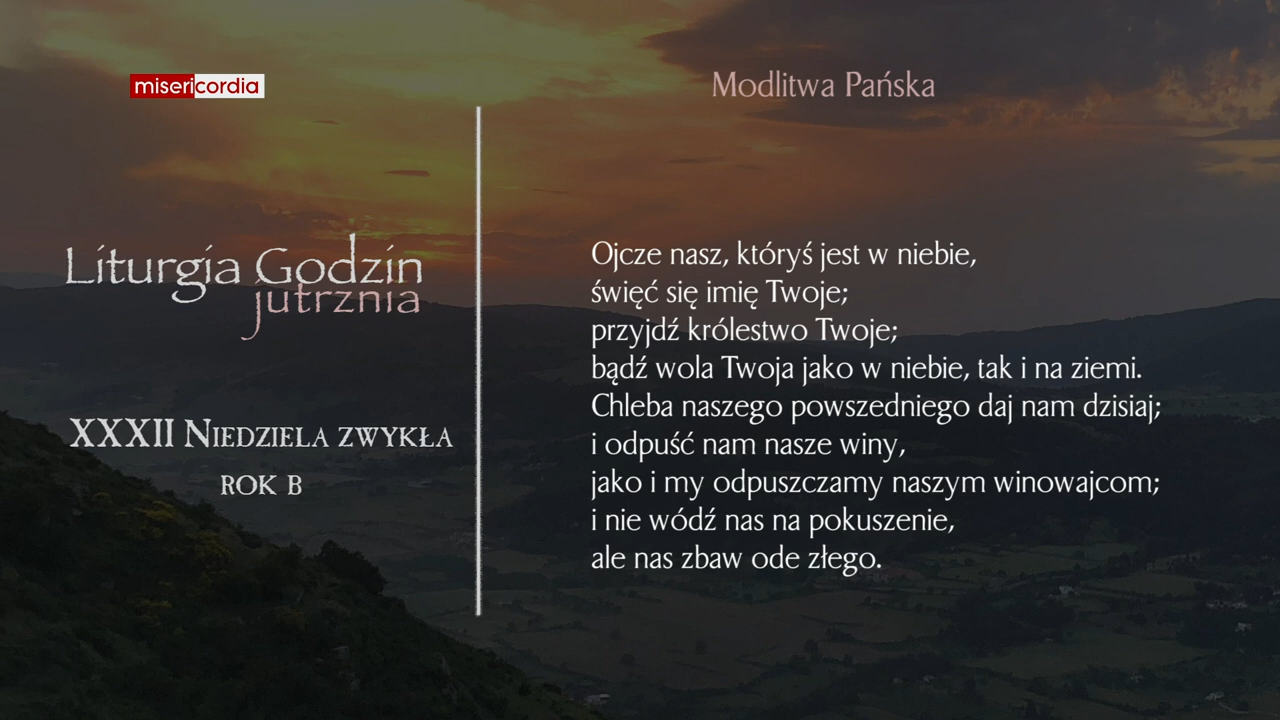 misericordia
Liturgia Godzin
jutrznia
XXXII Niedziela zwykła
rok B
Modlitwa Pańska
Ojcze nasz, któryś jest w niebie,
święć się imię Twoje;
przyjdź królestwo Twoje;
bądź wola Twoja jako w niebie, tak i na ziemi.
Chleba naszego powszedniego daj nam dzisiaj;
i odpuść nam nasze winy,
jako i my odpuszczamy naszym winowajcom;
i nie wódź nas na pokuszenie,
ale nas zbaw ode złego.